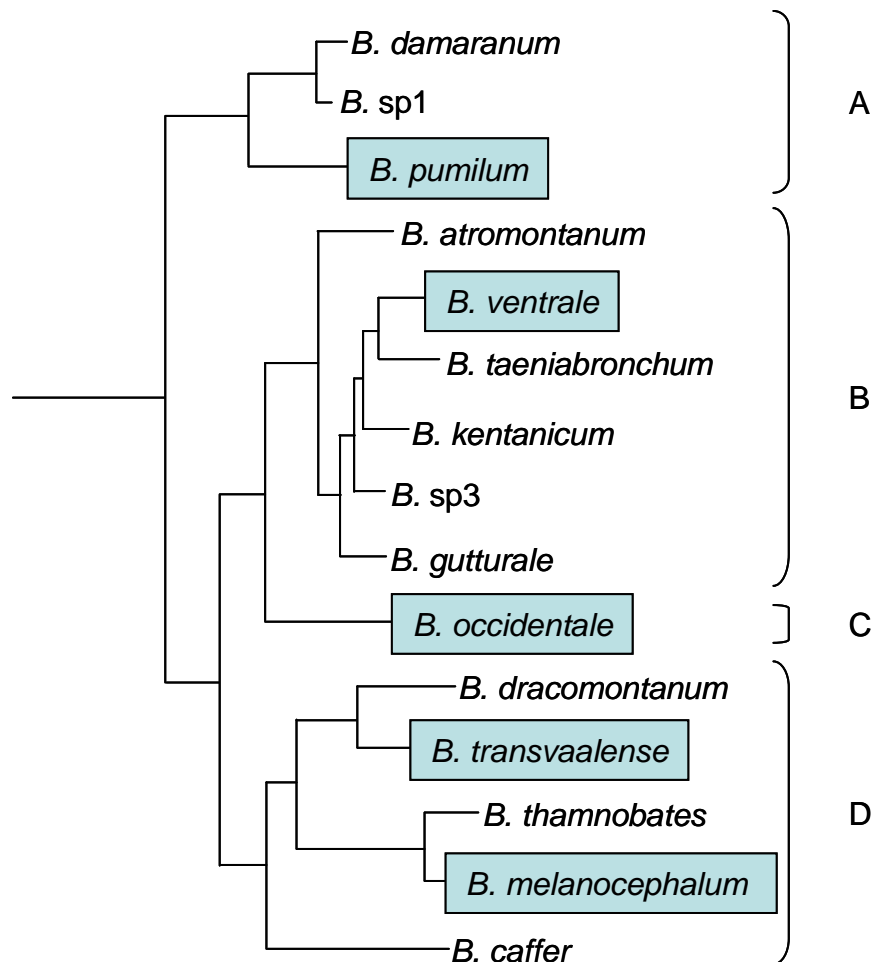 B. damaranum
B. sp1
A
B. pumilum
B. atromontanum
B. ventrale
B. taeniabronchum
B
B. kentanicum
B. sp3
B. gutturale
B. occidentale
C
B. dracomontanum
B. transvaalense
B. thamnobates
D
B. melanocephalum
B. caffer